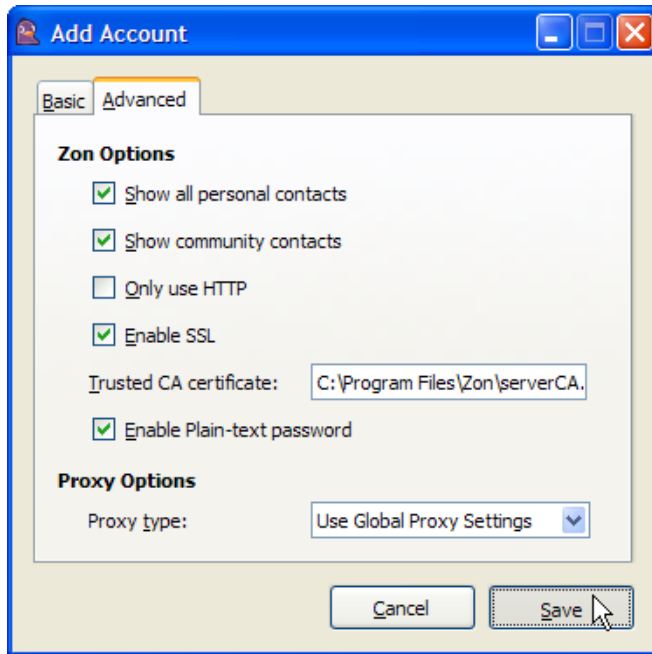 Add Account
Basic Advanced
Zon Options
Show all personal contacts
Show community contacts
Only use HTTP
Enable SSL
Trusted CA certificate: C:\Program Files\Zon\serverCA.
Enable Plain-text password
Proxy Options
Proxy type: Use Global Proxy Settings
Cancel Save